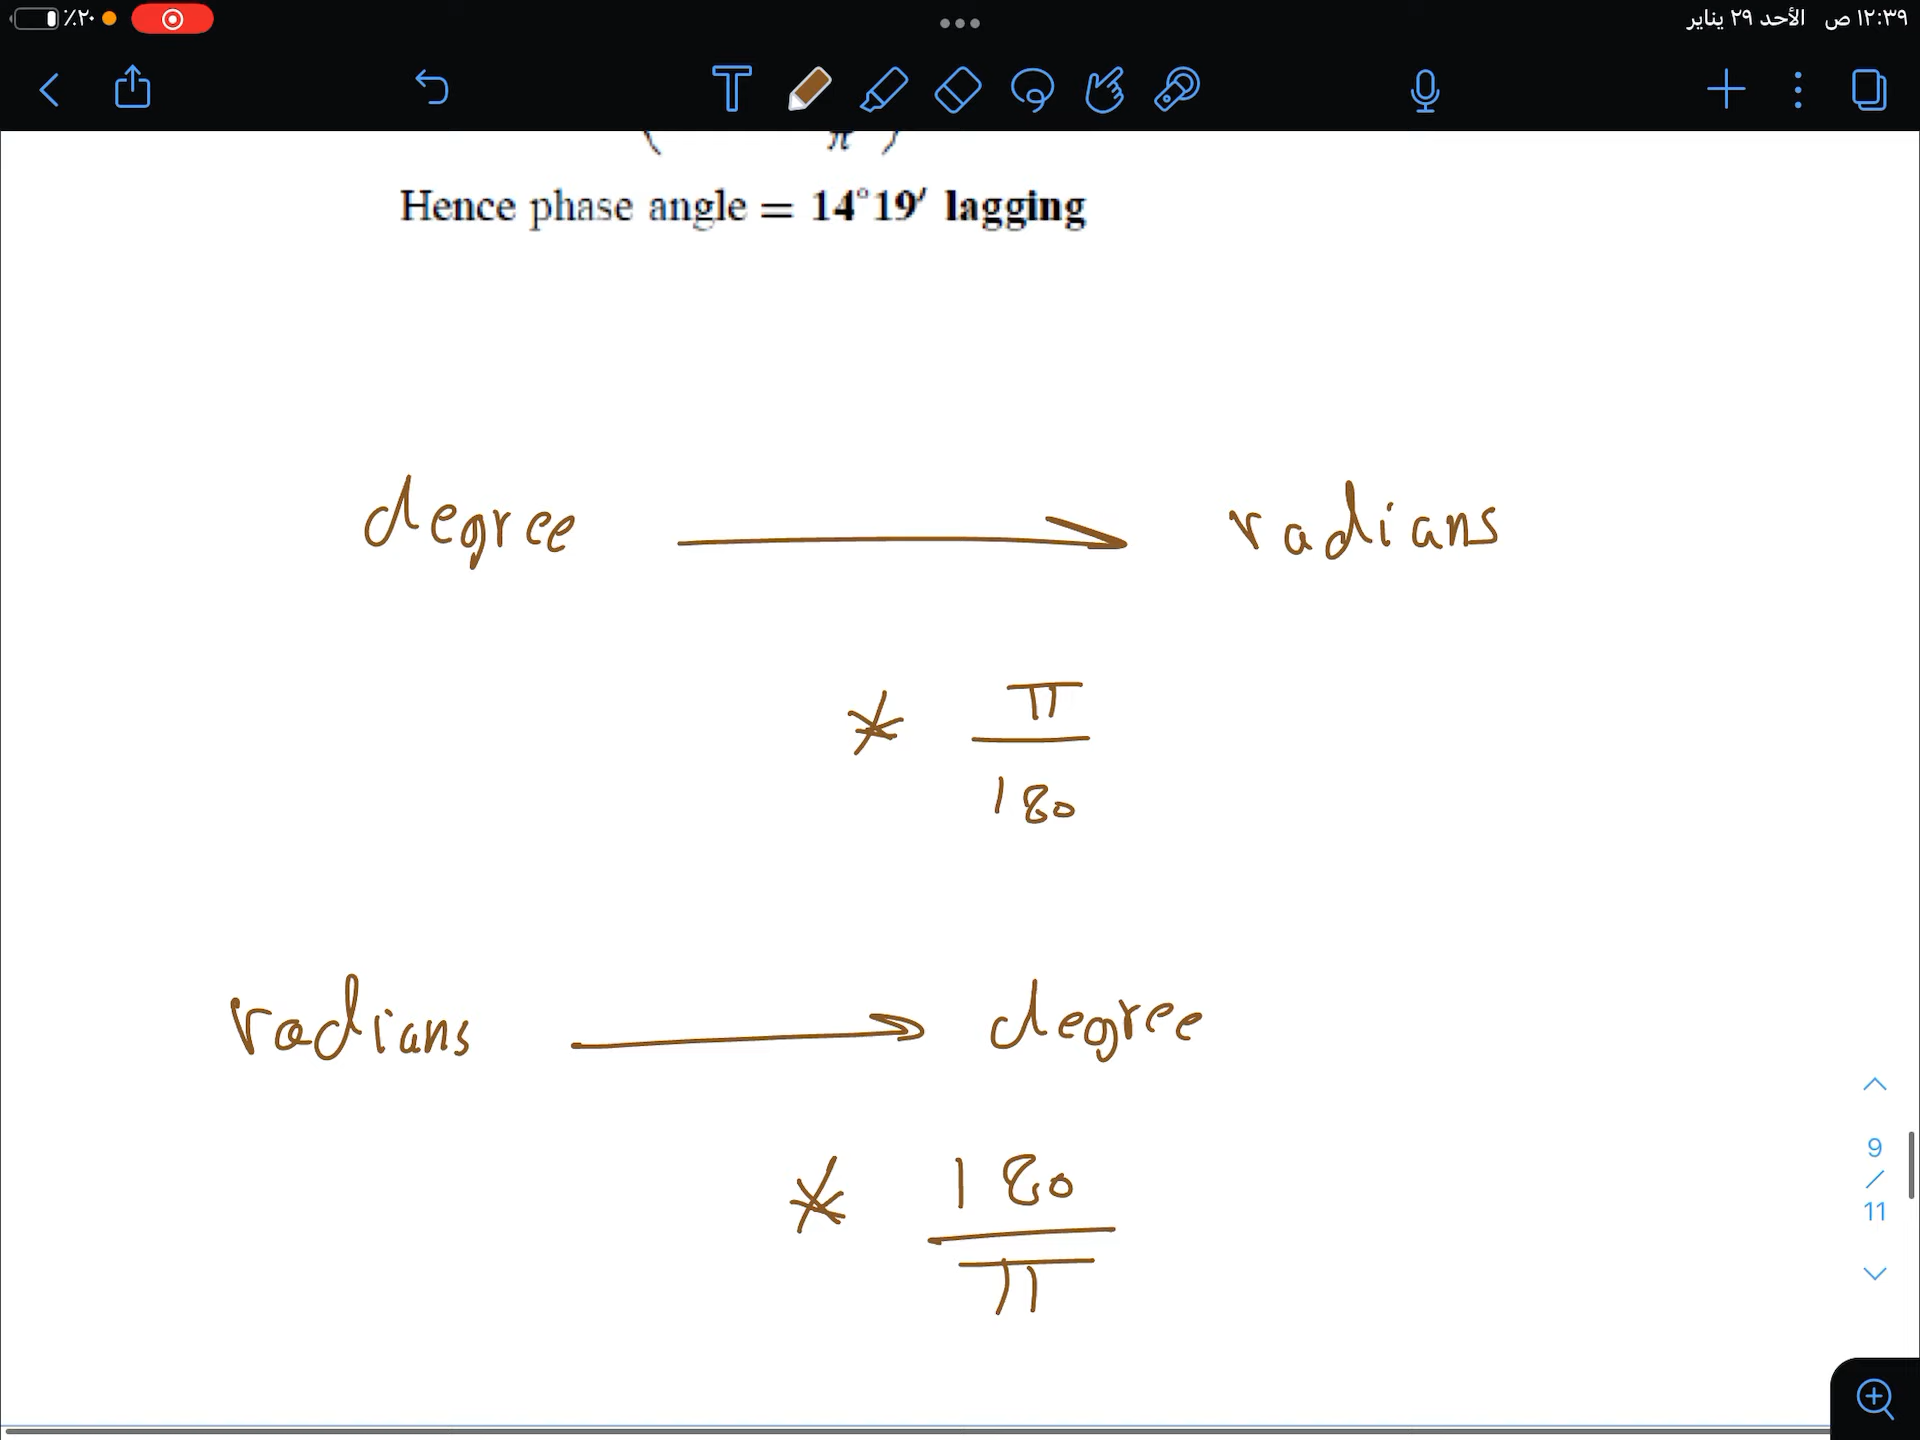 ٪٢٠
١٢:٣٩ ص الأحد ٢٩ يناير
T
π
Hence phase angle = 14°19′ lagging
degree → radians
* π
180
radians → degree
* 180
π
9
/
11